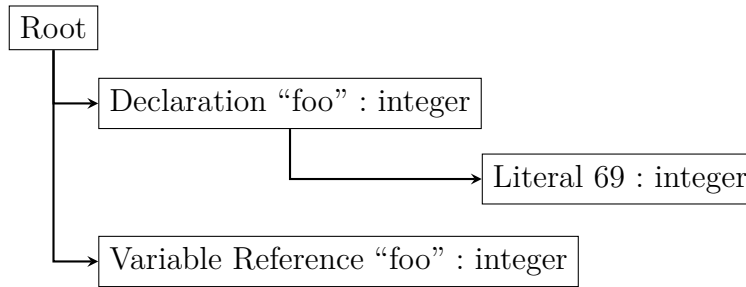 Root
Declaration “foo” : integer
Literal 69 : integer
Variable Reference “foo” : integer